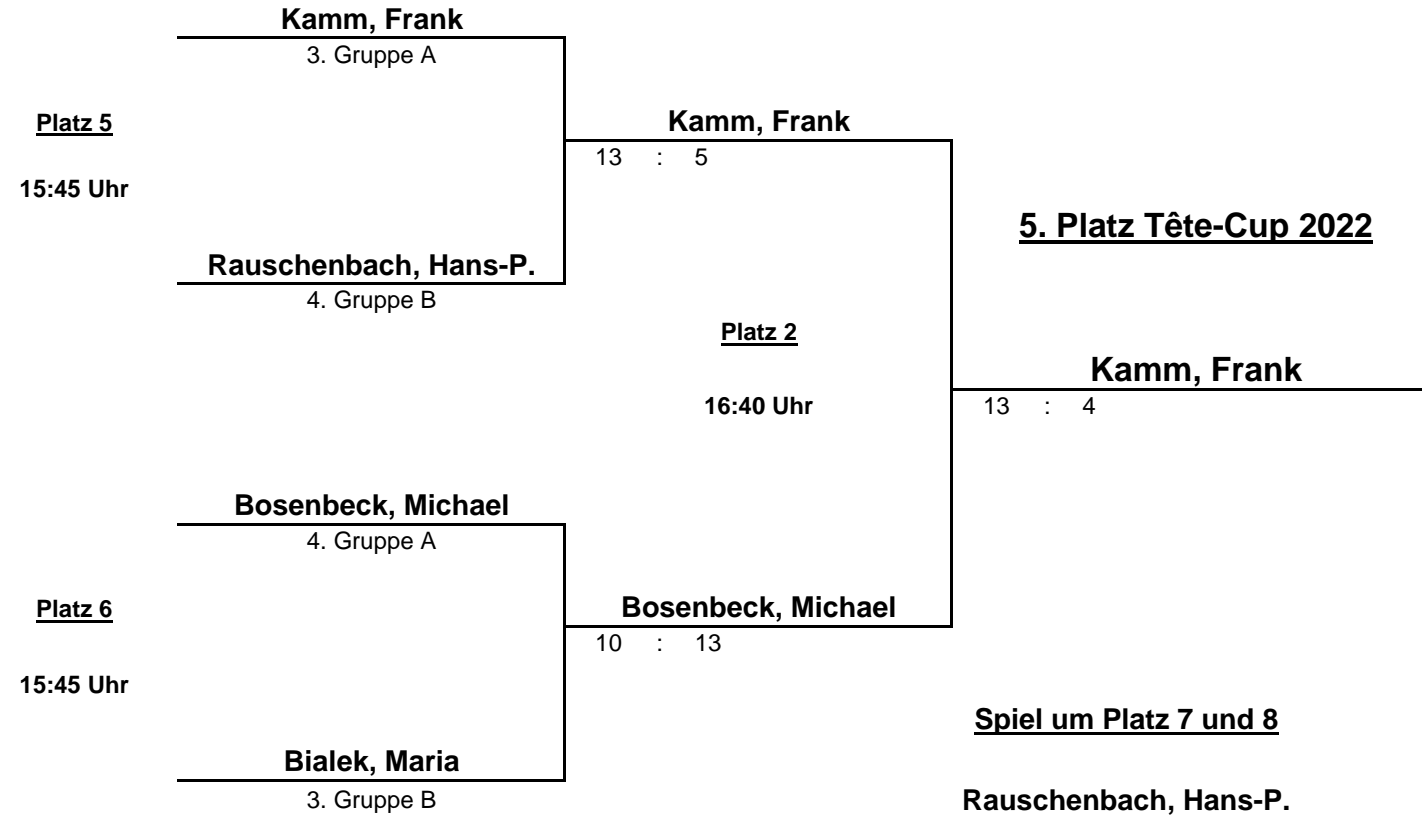 Kamm, Frank
3. Gruppe A
Platz 5
Kamm, Frank
13 : 5
15:45 Uhr
5. Platz Tête-Cup 2022
Rauschenbach, Hans-P.
4. Gruppe B
Platz 2
Kamm, Frank
16:40 Uhr
13 : 4
Bosenbeck, Michael
4. Gruppe A
Platz 6
Bosenbeck, Michael
10 : 13
15:45 Uhr
Spiel um Platz 7 und 8
Bialek, Maria
3. Gruppe B
Rauschenbach, Hans-P.